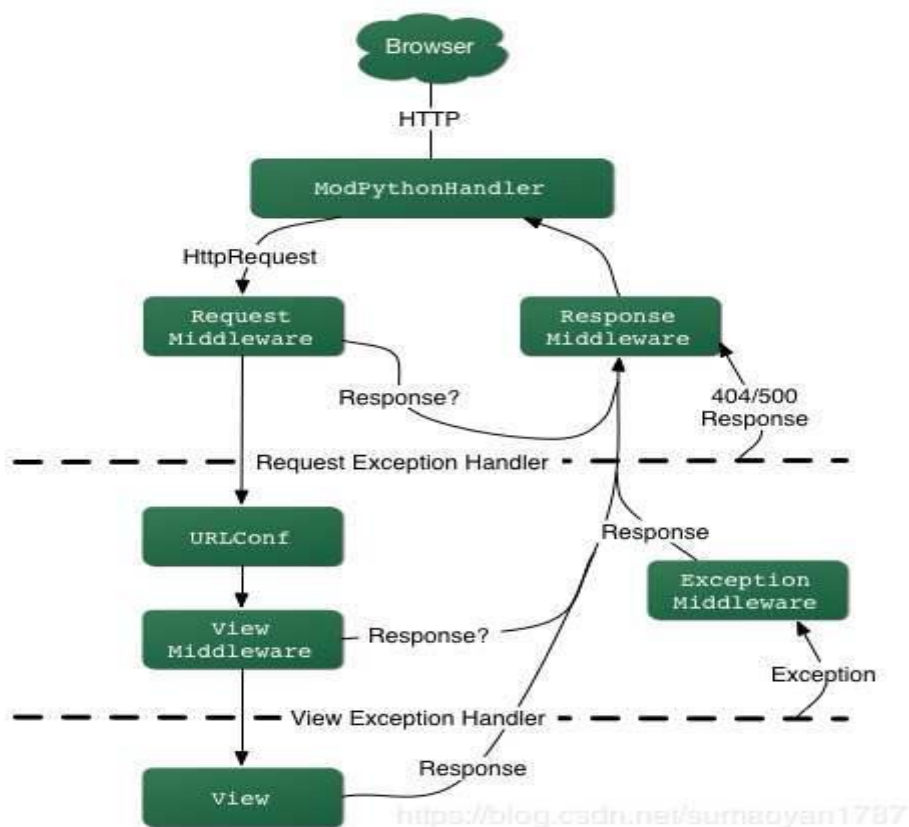 Browser
HTTP
ModPythonHandler
HttpRequest
Request
Middleware
Response
Middleware
Response?
404/500
Response
Request Exception Handler
URLConf
Response
Exception
Middleware
View
Middleware
Response?
Exception
View Exception Handler
Response
View
https://blog.csdn.net/sumaoyan1787